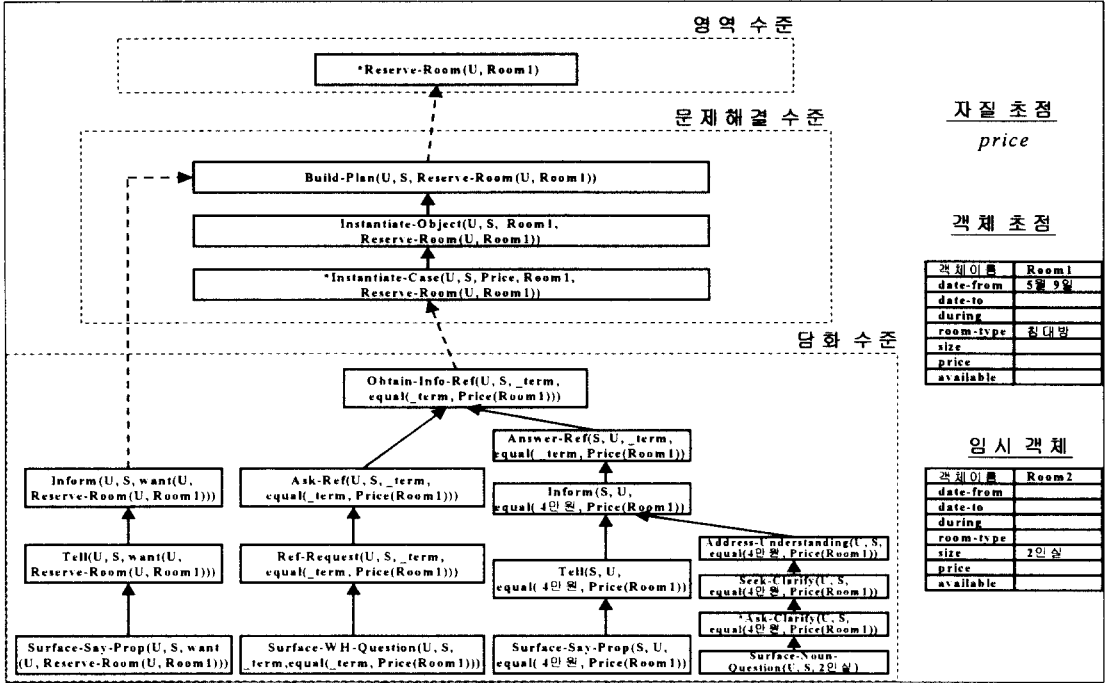 영역 수준
*Reserve-Room(U, Room1)
문제해결 수준
Build-Plan(U, S, Reserve-Room(U, Room1))
Instantiate-Object(U, S, Room1,
Reserve-Room(U, Room1))
*Instantiate-Case(U, S, Price, Room1,
Reserve-Room(U, Room1))
담화 수준
Obtain-Info-Ref(U, S, _term,
equal(_term, Price(Room1)))
Inform(U, S, want(U,
Reserve-Room(U, Room1)))
Tell(U, S, want(U,
Reserve-Room(U, Room1)))
Surface-Say-Prop(U, S, want
(U, Reserve-Room(U, Room1)))
Ask-Ref(U, S, _term,
equal(_term, Price(Room1)))
Ref-Request(U, S, _term,
equal(_term, Price(Room1)))
Surface-WH-Question(U, S,
_term,equal(_term, Price(Room1)))
Answer-Ref(S, U, _term,
equal(_term, Price(Room1))
Inform(S, U,
equal( 4만원, Price(Room1))
Tell(S, U,
equal( 4만원, Price(Room1))
Surface-Say-Prop(S, U,
equal( 4만원, Price(Room1))
Address-Understanding(U, S,
equal(4만원, Price(Room1))
Seek-Clarify(U, S,
equal(4만원, Price(Room1))
*Ask-Clarify(U, S,
equal(4만원, Price(Room1))
Surface-Noun-
Question(U, S, 2인실)
자질 초점
price
객체 초점
객체이름 Room1
date-from 5월 9일
date-to
during
room-type 침대방
size
price
available
임시 객체
객체이름 Room2
date-from
date-to
during
room-type
size 2인실
price
available